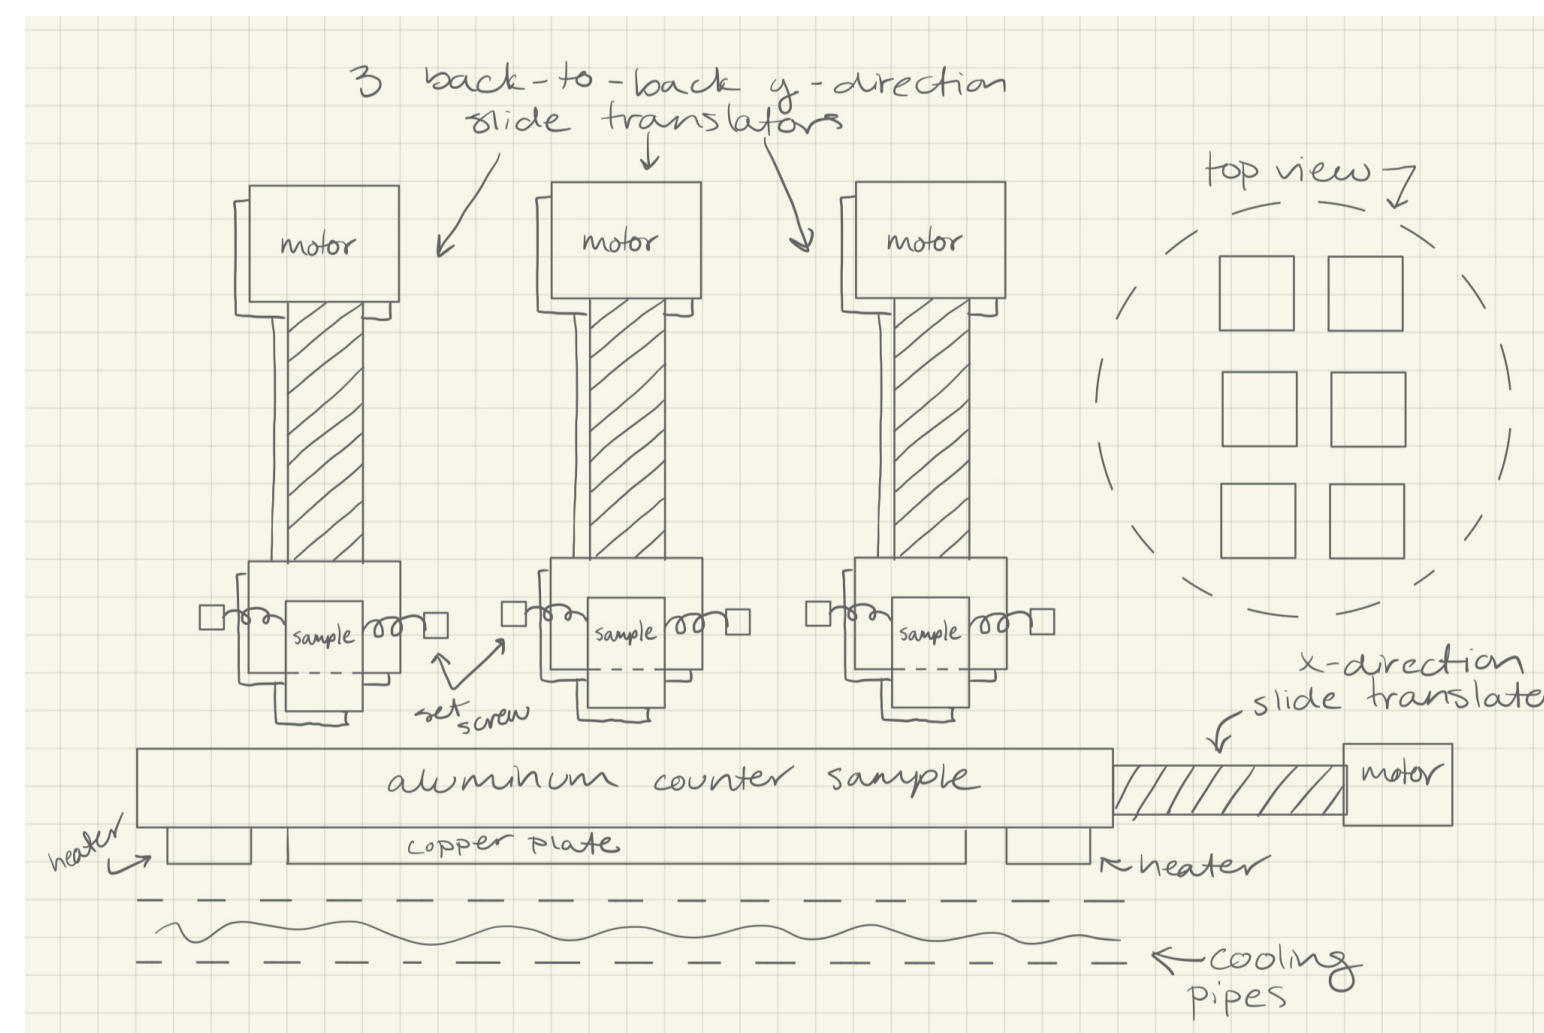 3 back-to-back y-direction
slide translators
top view
motor
motor
motor
sample
sample
sample
set
screw
x-direction
slide translate
motor
aluminum counter sample
heater
copper plate
heater
cooling
pipes